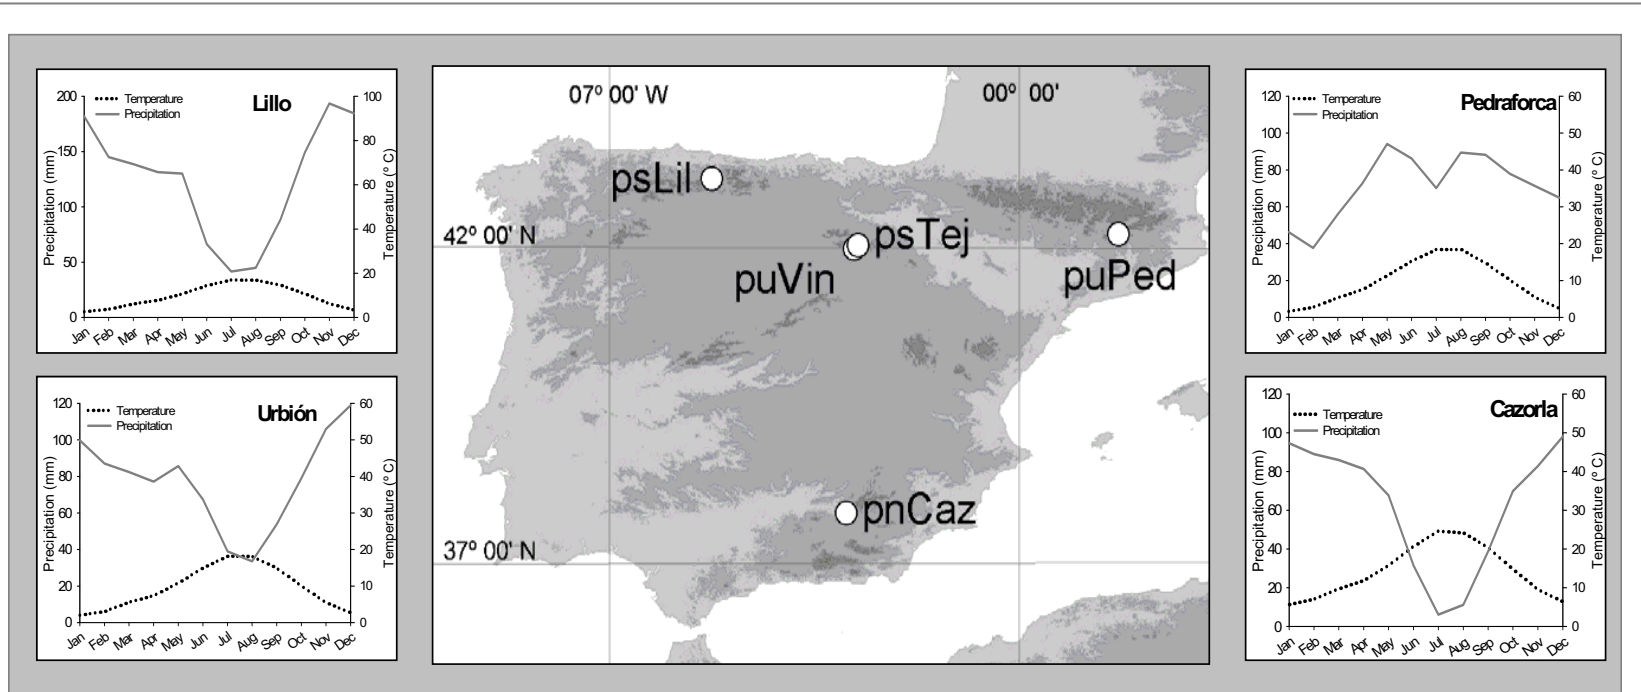 Lillo
Temperature
Precipitation
Precipitation (mm)
200
150
100
50
0
100
80
60
40
20
0
Temperature (º C)
Jan Feb Mar Apr May Jun Jul Aug Sep Oct Nov Dec
Urbión
Temperature
Precipitation
Precipitation (mm)
120
100
80
60
40
20
0
60
50
40
30
20
10
0
Temperature (º C)
Jan Feb Mar Apr May Jun Jul Aug Sep Oct Nov Dec
07º 00' W
00º 00'
psLil
42º 00' N
psTej
puVin
puPed
pnCaz
37º 00' N
Pedraforca
Temperature
Precipitation
Precipitation (mm)
120
100
80
60
40
20
0
60
50
40
30
20
10
0
Temperature (º C)
Jan Feb Mar Apr May Jun Jul Aug Sep Oct Nov Dec
Cazorla
Temperature
Precipitation
Precipitation (mm)
120
100
80
60
40
20
0
60
50
40
30
20
10
0
Temperature (º C)
Jan Feb Mar Apr May Jun Jul Aug Sep Oct Nov Dec